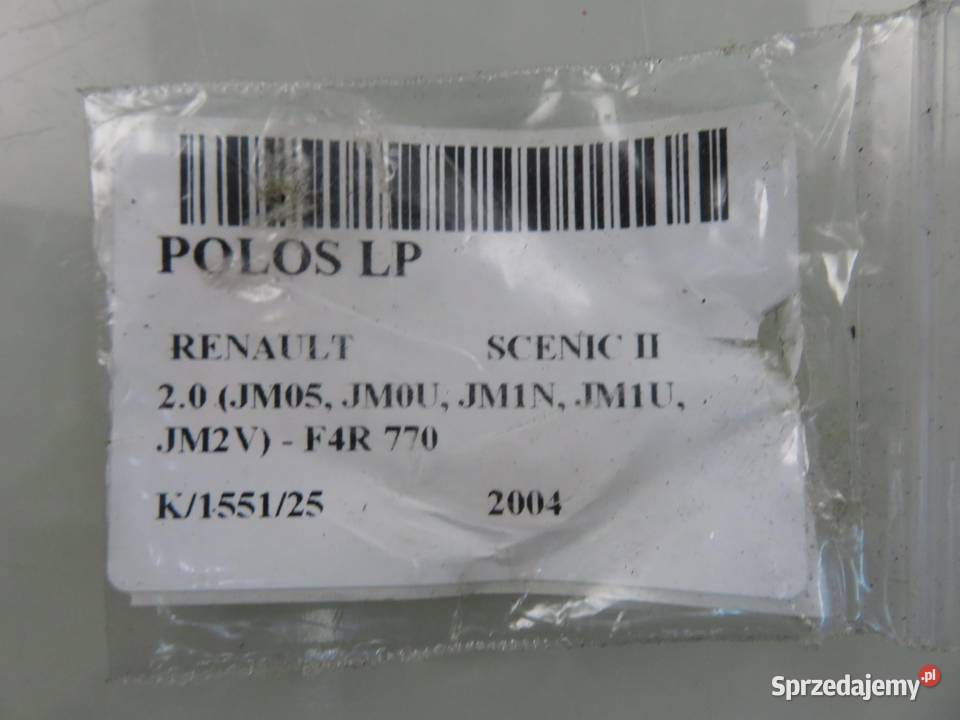 POLOS LP
RENAULT SCENIC II
2.0 (JM05, JM0U, JM1N, JM1U,
JM2V) - F4R 770
K/1551/25 2004
Sprzedajemy.pl